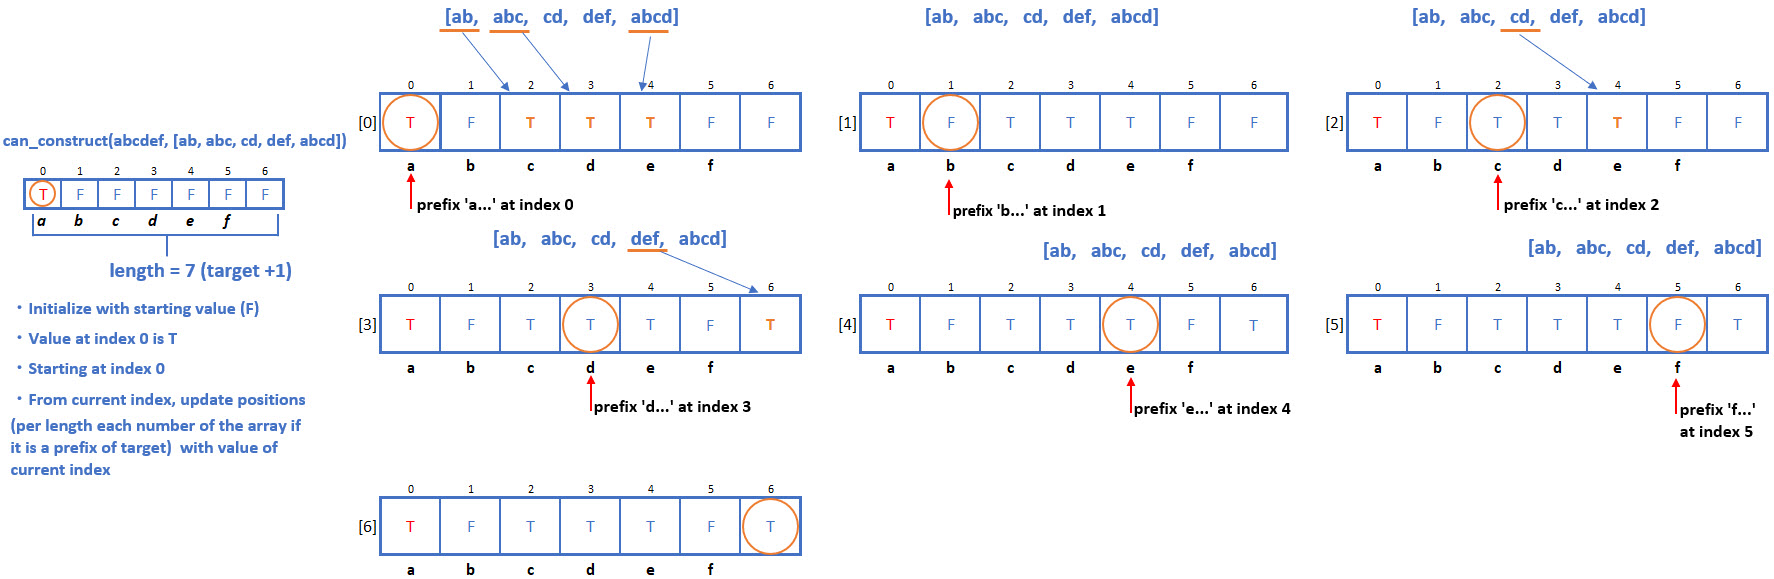 can_construct(abcdef, [ab, abc, cd, def, abcd])
0 1 2 3 4 5 6
T F F F F F F
a b c d e f
length = 7 (target +1)
・Initialize with starting value (F)
・Value at index 0 is T
・Starting at index 0
・From current index, update positions
(per length each number of the array if
it is a prefix of target) with value of
current index
[ab, abc, cd, def, abcd]
0 1 2 3 4 5 6
[0] T F T T T F F
a b c d e f
prefix 'a...' at index 0
[ab, abc, cd, def, abcd]
0 1 2 3 4 5 6
[1] T F T T T F F
a b c d e f
prefix 'b...' at index 1
[ab, abc, cd, def, abcd]
0 1 2 3 4 5 6
[2] T F T T T F F
a b c d e f
prefix 'c...' at index 2
[ab, abc, cd, def, abcd]
0 1 2 3 4 5 6
[3] T F T T T F T
a b c d e f
prefix 'd...' at index 3
[ab, abc, cd, def, abcd]
0 1 2 3 4 5 6
[4] T F T T T F T
a b c d e f
prefix 'e...' at index 4
[ab, abc, cd, def, abcd]
0 1 2 3 4 5 6
[5] T F T T T F T
a b c d e f
prefix 'f...'
at index 5
0 1 2 3 4 5 6
[6] T F T T T F T
a b c d e f